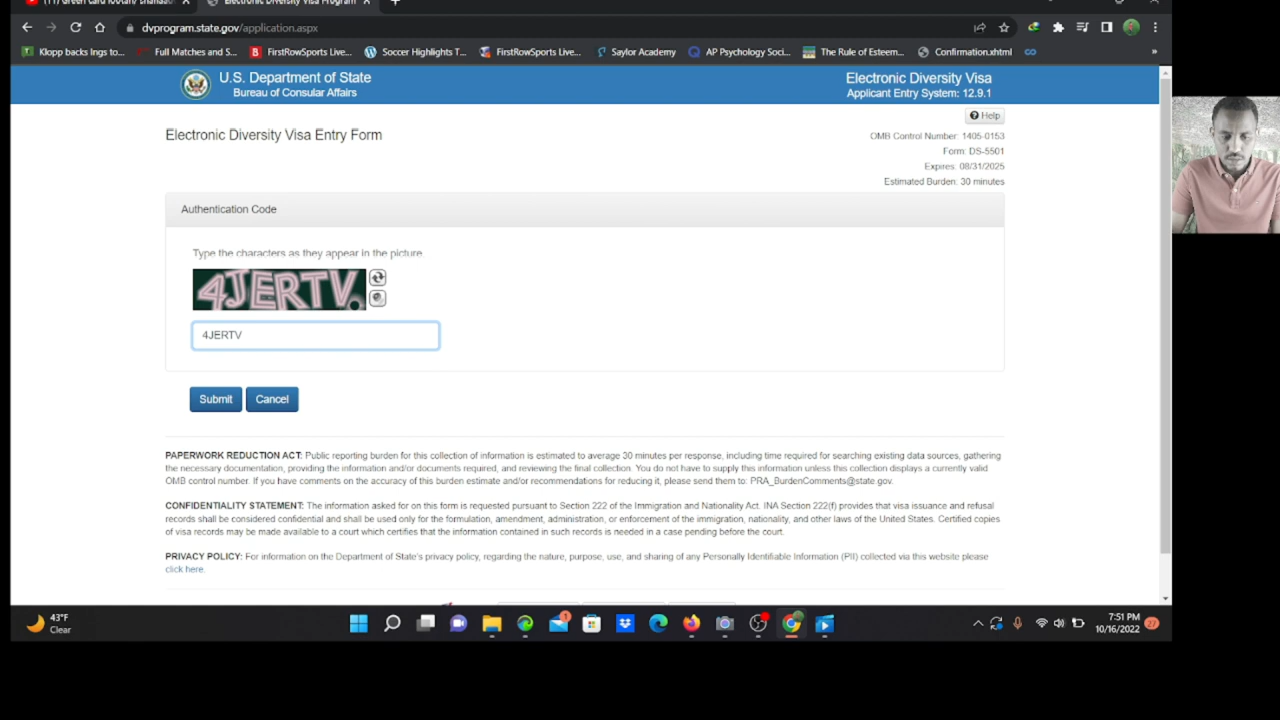 Electronic Diversity Visa Program
dvprogram.state.gov/application.aspx
Klopp backs Ings to...
Full Matches and S...
FirstRowSports Live...
Soccer Highlights T...
FirstRowSports Live...
Saylor Academy
AP Psychology Soci...
The Rule of Esteem...
Confirmation.xhtml
»
U.S. Department of State
Bureau of Consular Affairs
Electronic Diversity Visa
Applicant Entry System: 12.9.1
Help
Electronic Diversity Visa Entry Form
OMB Control Number: 1405-0153
Form: DS-5501
Expires: 08/31/2025
Estimated Burden: 30 minutes
Authentication Code
Type the characters as they appear in the picture
4JERTV
4JERTV
Submit
Cancel
PAPERWORK REDUCTION ACT: Public reporting burden for this collection of information is estimated to average 30 minutes per response, including time required for searching existing data sources, gathering
the necessary documentation, providing the information and/or documents required, and reviewing the final collection. You do not have to supply this information unless this collection displays a currently valid
OMB control number. If you have comments on the accuracy of this burden estimate and/or recommendations for reducing it, please send them to: PRA_BurdenComments@state.gov.
CONFIDENTIALITY STATEMENT: The information asked for on this form is requested pursuant to Section 222 of the Immigration and Nationality Act. INA Section 222(f) provides that visa issuance and refusal
records shall be considered confidential and shall be used only for the formulation, amendment, administration, or enforcement of the immigration, nationality, and other laws of the United States. Certified copies
of visa records may be made available to a court which certifies that the information contained in such records is needed in a case pending before the court.
PRIVACY POLICY: For information on the Department of State's privacy policy, regarding the nature, purpose, use, and sharing of any Personally Identifiable Information (PII) collected via this website please
click here.
43°F
Clear
1
7:51 PM
10/16/2022
27